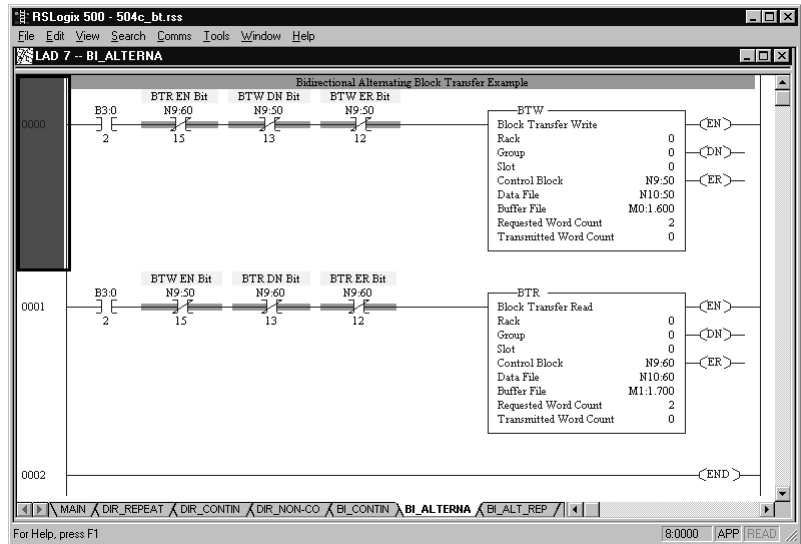 RSLogix 500 - 504c_bt.rss
File Edit View Search Comms Tools Window Help
LAD 7 -- BI_ALTERNA
Bidirectional Alternating Block Transfer Example
BTR EN Bit BTW DN Bit BTW ER Bit
B3:0 N9:60 N9:50 N9:50
0000
2 15 13 12
BTW
Block Transfer Write
Rack 0
Group 0
Slot 0
Control Block N9:50
Data File N10:50
Buffer File M0:1.600
Requested Word Count 2
Transmitted Word Count 0
EN
DN
ER
BTW EN Bit BTR DN Bit BTR ER Bit
B3:0 N9:50 N9:60 N9:60
0001
2 15 13 12
BTR
Block Transfer Read
Rack 0
Group 0
Slot 0
Control Block N9:60
Data File N10:60
Buffer File M1:1.700
Requested Word Count 2
Transmitted Word Count 0
EN
DN
ER
0002
END
MAIN DIR_REPEAT DIR_CONTIN DIR_NON-CO BI_CONTIN BI_ALTERNA BI_ALT_REP
For Help, press F1 8:0000 APP READ